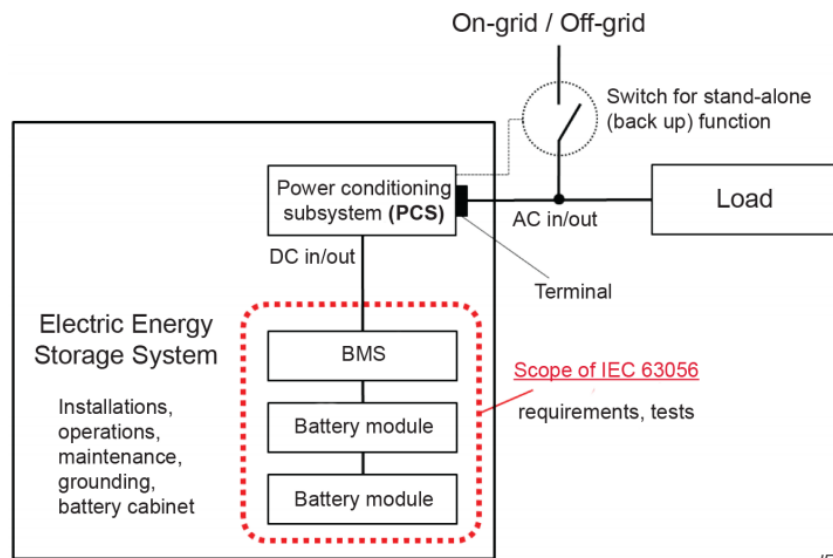 On-grid / Off-grid
Switch for stand-alone
(back up) function
Power conditioning
subsystem (PCS)
Load
AC in/out
DC in/out
Terminal
Electric Energy
Storage System
BMS
Scope of IEC 63056
requirements, tests
Installations,
operations,
maintenance,
grounding,
battery cabinet
Battery module
Battery module